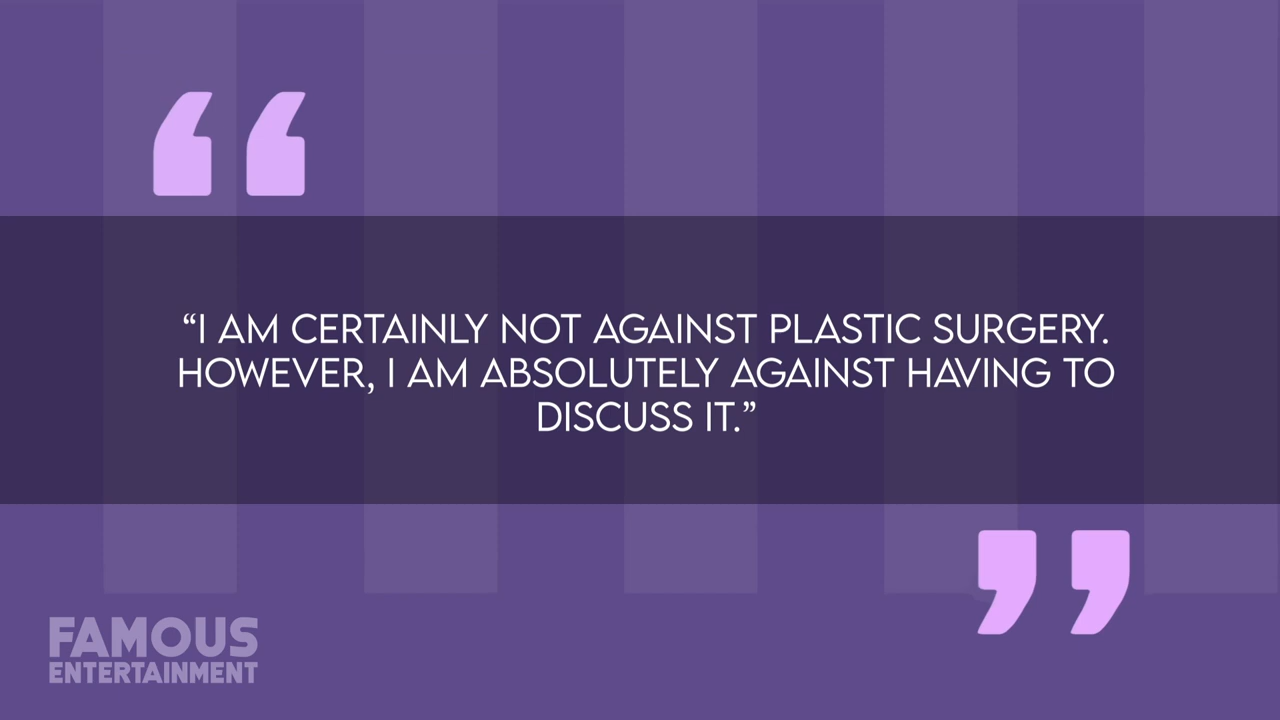 “I AM CERTAINLY NOT AGAINST PLASTIC SURGERY.
HOWEVER, I AM ABSOLUTELY AGAINST HAVING TO
DISCUSS IT.”
FAMOUS
ENTERTAINMENT